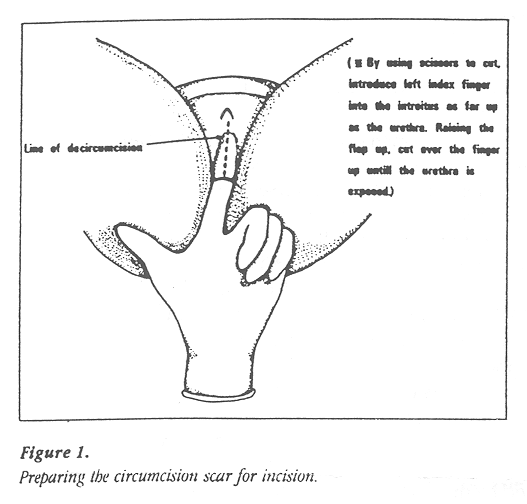 ( ⁎ By using scissors to cut,
introduce left index finger
into the introitus as far up
as the urethra. Raising the
flap up, cut over the finger
up untill the urethra is
exposed.)
Line of decircumcision
Figure 1.
Preparing the circumcision scar for incision.